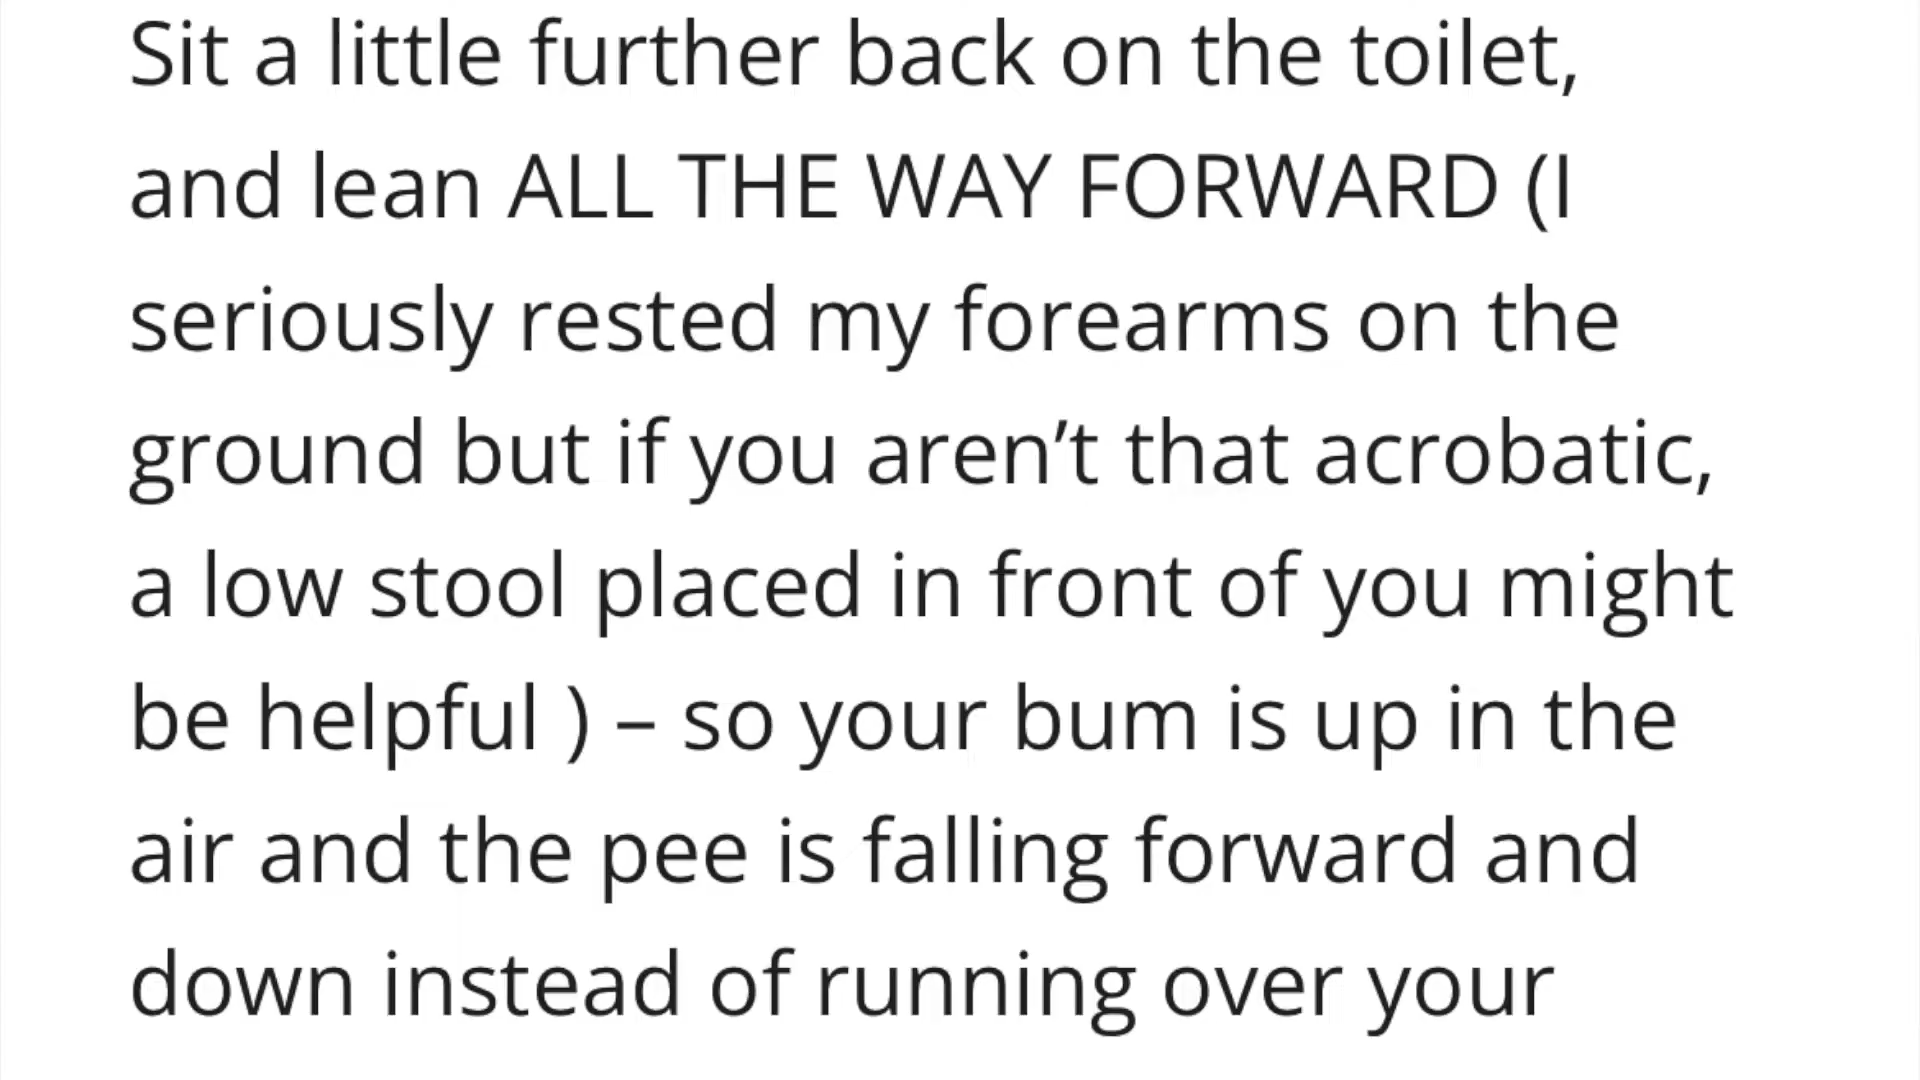 Sit a little further back on the toilet,
and lean ALL THE WAY FORWARD (I
seriously rested my forearms on the
ground but if you aren’t that acrobatic,
a low stool placed in front of you might
be helpful ) – so your bum is up in the
air and the pee is falling forward and
down instead of running over your